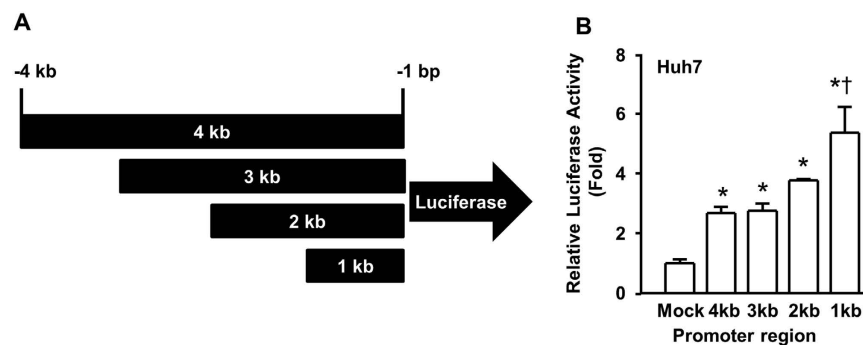 A
-4 kb
-1 bp
4 kb
3 kb
2 kb
1 kb
Luciferase
B
Relative Luciferase Activity
(Fold)
8
6
4
2
0
Huh7
*
*
*
*†
Mock 4kb 3kb 2kb 1kb
Promoter region